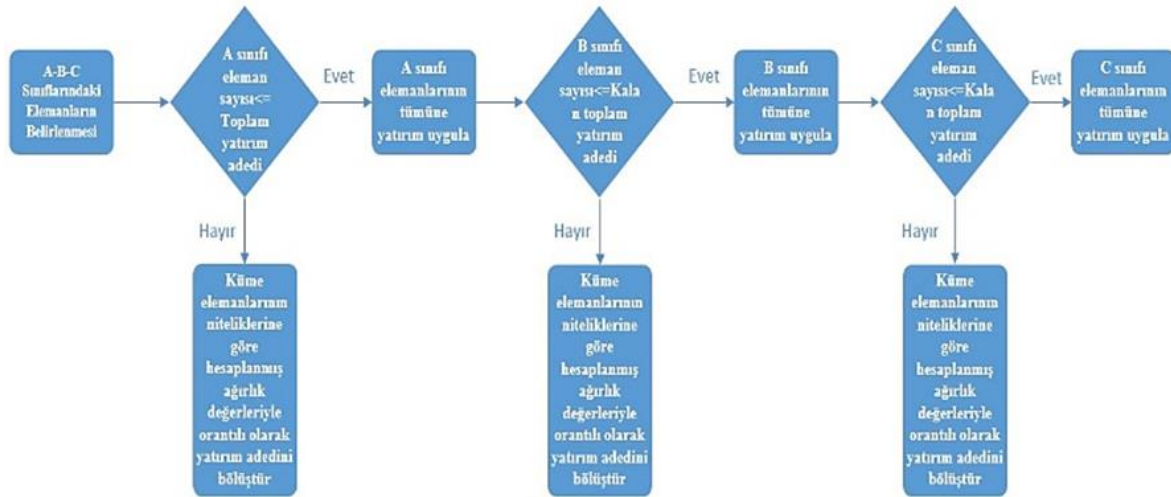 A-B-C
Sınıflarındaki
Elemanların
Belirlenmesi
A sınıfı
eleman
sayısı<=
Toplam
yatırım
adedi
Evet
A sınıfı
elemanlarının
tümüne
yatırım uygula
B sınıfı
eleman
sayısı<=Kala
n toplam
yatırım
adedi
Evet
B sınıfı
elemanlarının
tümüne
yatırım uygula
C sınıfı
eleman
sayısı<=Kala
n toplam
yatırım
adedi
Evet
C sınıfı
elemanlarının
tümüne
yatırım uygula
Hayır
Küme
elemanlarının
niteliklerine
göre
hesaplanmış
ağırlık
değerleriyle
orantılı olarak
yatırım adedini
bölüştür
Hayır
Küme
elemanlarının
niteliklerine
göre
hesaplanmış
ağırlık
değerleriyle
orantılı olarak
yatırım adedini
bölüştür
Hayır
Küme
elemanlarının
niteliklerine
göre
hesaplanmış
ağırlık
değerleriyle
orantılı olarak
yatırım adedini
bölüştür